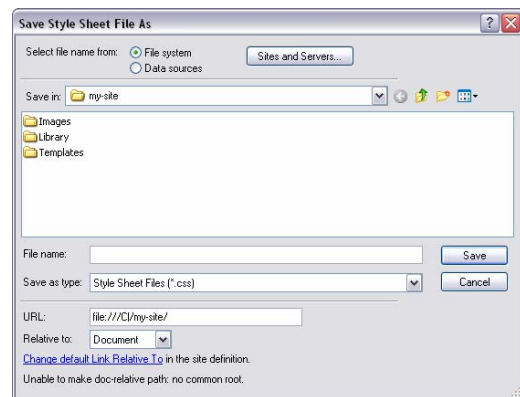 Save Style Sheet File As
Select file name from: File system Sites and Servers...
Data sources
Save in: my-site
Images
Library
Templates
File name: Save
Save as type: Style Sheet Files (*.css) Cancel
URL: file:///C|/my-site/
Relative to: Document
Change default Link Relative To in the site definition.
Unable to make doc-relative path: no common root.